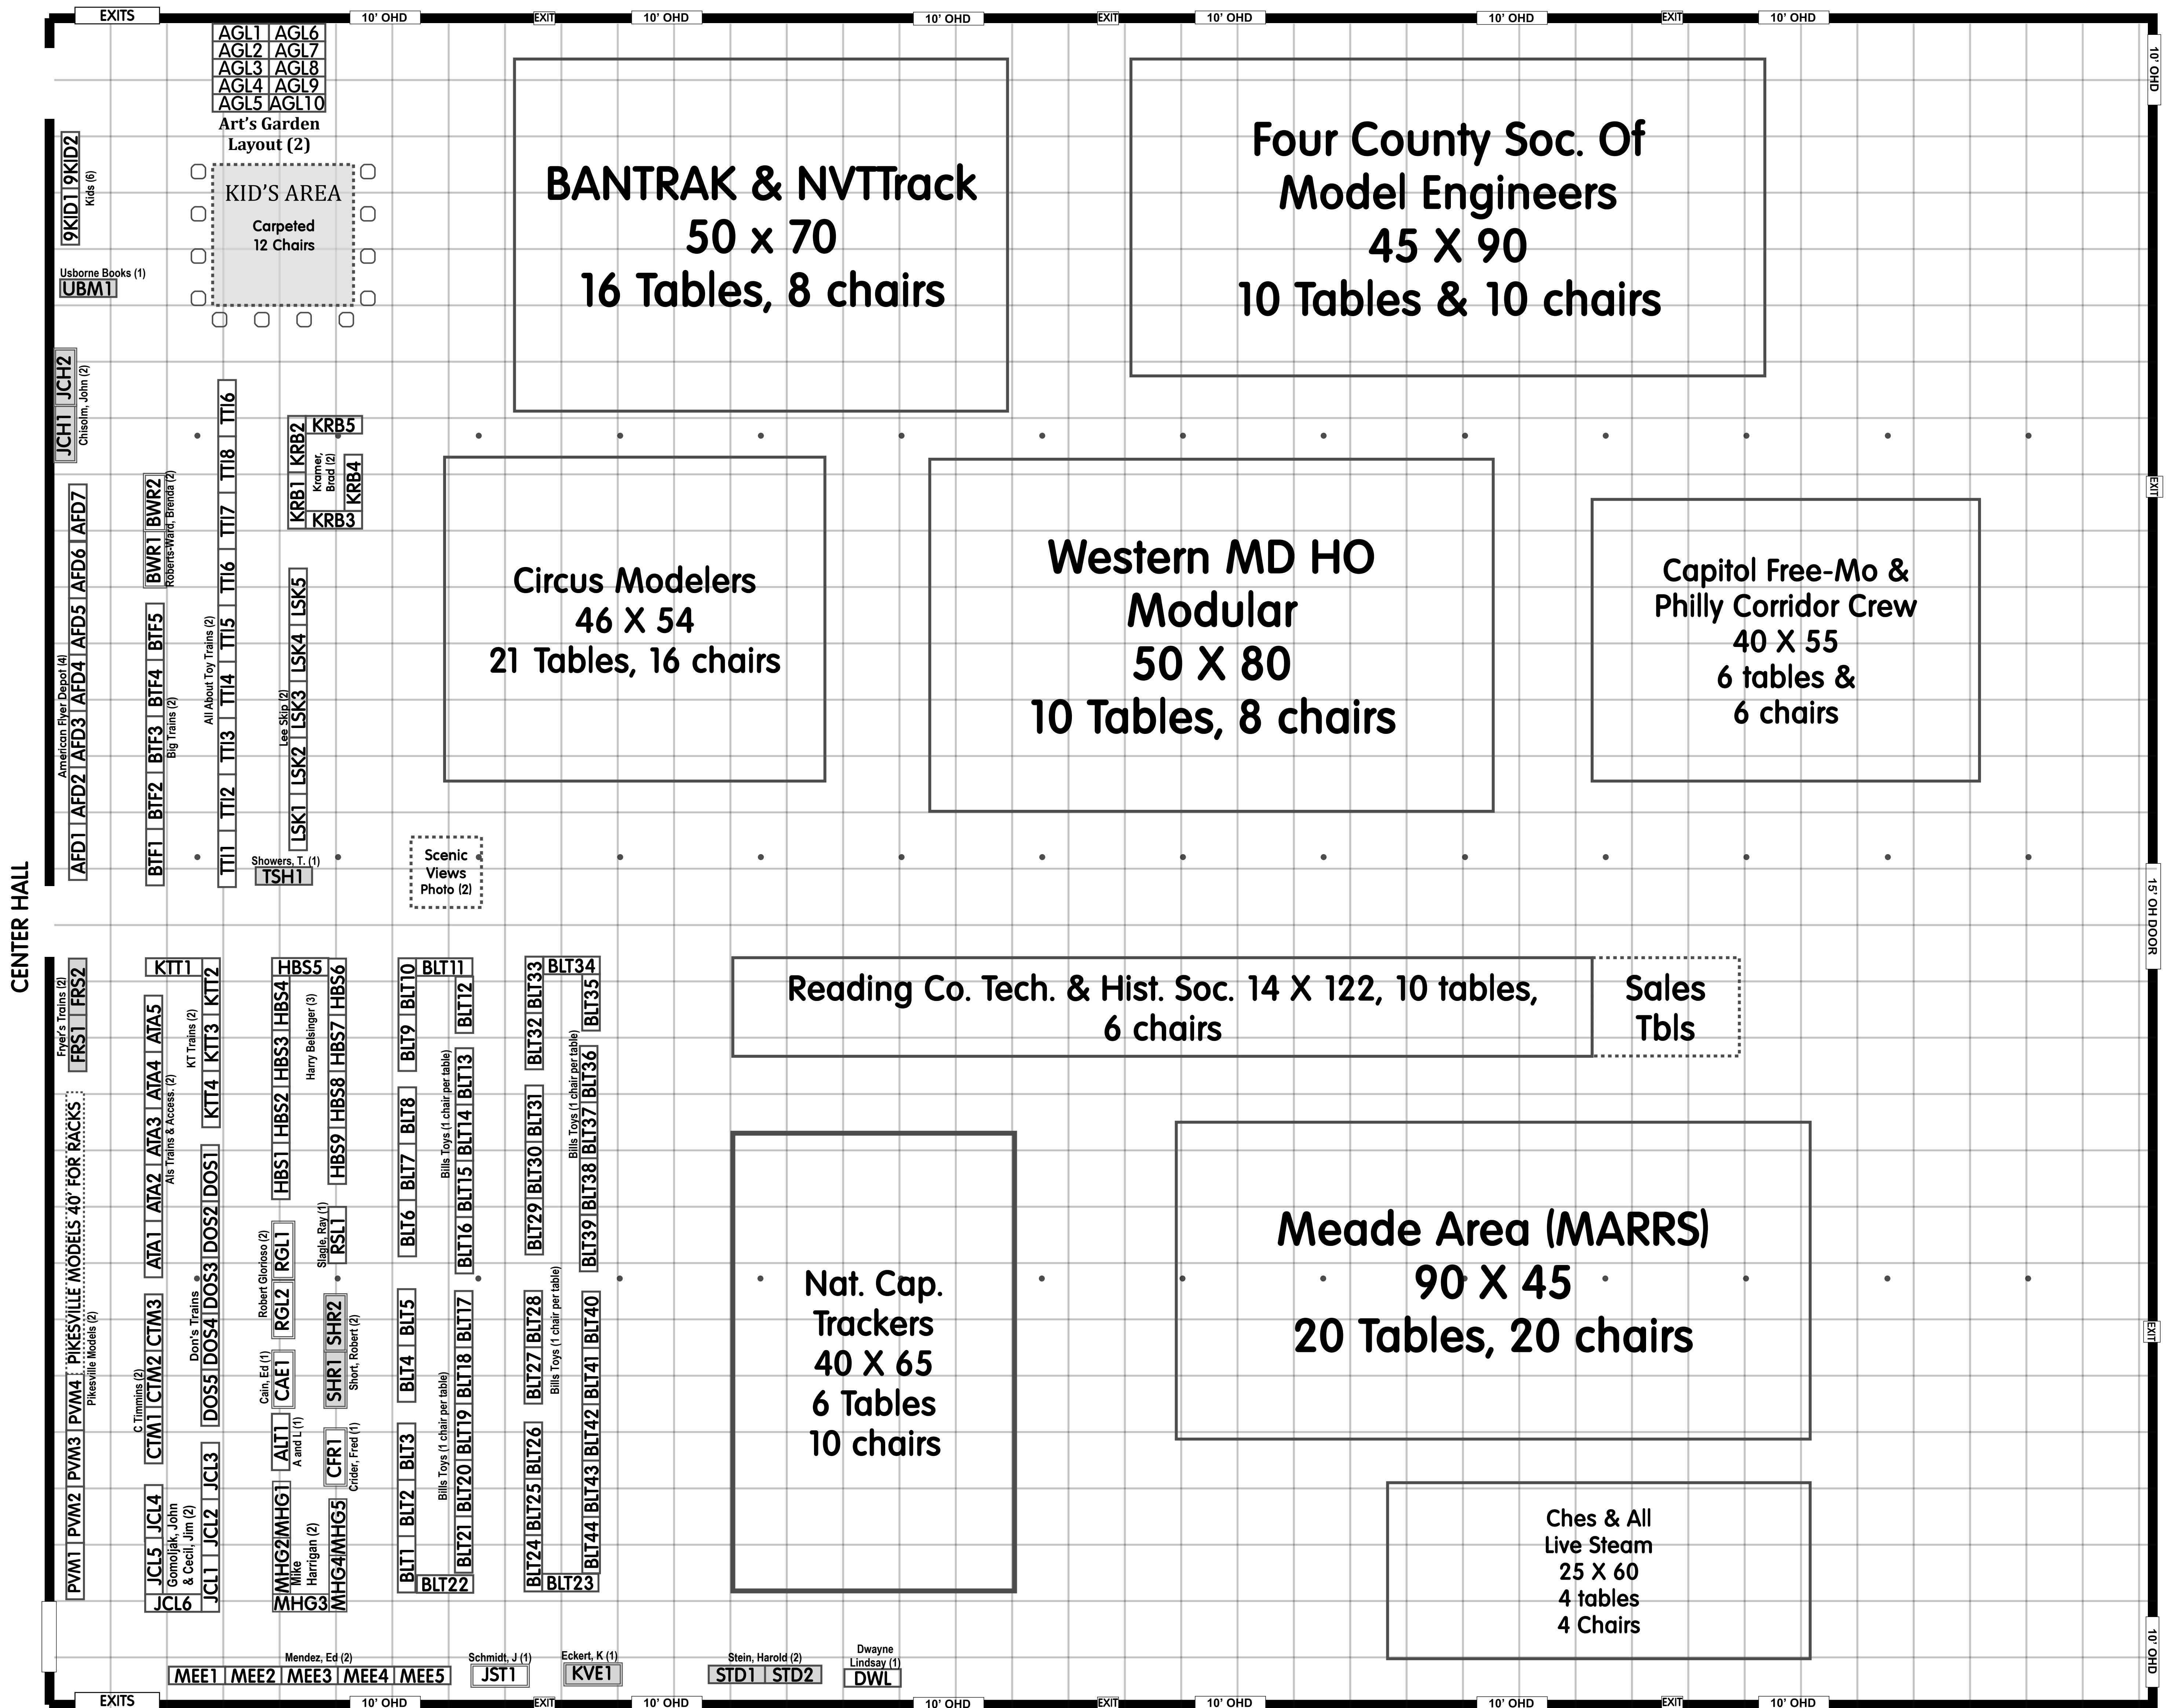 EXITS
10' OHD
EXIT
10' OHD
10' OHD
EXIT
10' OHD
10' OHD
EXIT
10' OHD
10' OHD
AGL1 AGL6
AGL2 AGL7
AGL3 AGL8
AGL4 AGL9
AGL5 AGL10
Art's Garden
Layout (2)
9KID1 9KID2
Kids (6)
KID'S AREA
Carpeted
12 Chairs
Usborne Books (1)
UBM1
JCH1 JCH2
Chisolm, John (2)
BANTRAK & NVTTrack
50 x 70
16 Tables, 8 chairs
Four County Soc. Of
Model Engineers
45 X 90
10 Tables & 10 chairs
American Flyer Depot (4)
AFD1 AFD2 AFD3 AFD4 AFD5 AFD6 AFD7
BWR1 BWR2
Roberts-Ward, Brenda (2)
BTF1 BTF2 BTF3 BTF4 BTF5
Big Trains (2)
All About Toy Trains (2)
TTI1 TTI2 TTI3 TTI4 TTI5 TTI6 TTI7 TTI8 TTI6
KRB1 KRB2
KRB5
Kramer,
Brad (2)
KRB4
KRB3
Lee Skip (2)
LSK1 LSK2 LSK3 LSK4 LSK5
Showers, T. (1)
TSH1
Circus Modelers
46 X 54
21 Tables, 16 chairs
Western MD HO
Modular
50 X 80
10 Tables, 8 chairs
Capitol Free-Mo &
Philly Corridor Crew
40 X 55
6 tables &
6 chairs
EXIT
Scenic
Views
Photo (2)
CENTER HALL
15' OH DOOR
Fryer's Trains (2)
FRS1 FRS2
PIKESVILLE MODELS 40' FOR RACKS
PVM1 PVM2 PVM3 PVM4
Pikesville Models (2)
KTT1
KTT4 KTT3 KTT2
KT Trains (2)
ATA1 ATA2 ATA3 ATA4 ATA5
Als Trains & Access. (2)
DOS5 DOS4 DOS3 DOS2 DOS1
Don's Trains
C Timmins (2)
CTM1 CTM2 CTM3
JCL5 JCL4
Gomoljak, John
& Cecil, Jim (2)
JCL1 JCL2 JCL3
JCL6
HBS5
HBS1 HBS2 HBS3 HBS4
Harry Belsinger (3)
HBS9 HBS8 HBS7 HBS6
Robert Glorioso (2)
RGL2 RGL1
Slagle, Ray (1)
RSL1
SHR1 SHR2
Short, Robert (2)
Cain, Ed (1)
CAE1
ALT1
A and L (1)
CFR1
Crider, Fred (1)
MHG2 MHG1
Mike
Harrigan (2)
MHG4 MHG5
MHG3
BLT9 BLT10
BLT11
BLT12
BLT6 BLT7 BLT8
Bills Toys (1 chair per table)
BLT16 BLT15 BLT14 BLT13
BLT4 BLT5
BLT1 BLT2 BLT3
Bills Toys (1 chair per table)
BLT21 BLT20 BLT19 BLT18 BLT17
BLT22
BLT32 BLT33
BLT34
BLT35
BLT29 BLT30 BLT31
Bills Toys (1 chair per table)
BLT39 BLT38 BLT37 BLT36
BLT27 BLT28
Bills Toys (1 chair per table)
BLT24 BLT25 BLT26
BLT44 BLT43 BLT42 BLT41 BLT40
BLT23
Reading Co. Tech. & Hist. Soc. 14 X 122, 10 tables,
6 chairs
Sales
Tbls
Nat. Cap.
Trackers
40 X 65
6 Tables
10 chairs
Meade Area (MARRS)
90 X 45
20 Tables, 20 chairs
EXIT
Ches & All
Live Steam
25 X 60
4 tables
4 Chairs
10' OHD
Mendez, Ed (2)
MEE1 MEE2 MEE3 MEE4 MEE5
Schmidt, J (1)
JST1
Eckert, K (1)
KVE1
Stein, Harold (2)
STD1 STD2
Dwayne
Lindsay (1)
DWL
EXITS
10' OHD
EXIT
10' OHD
10' OHD
EXIT
10' OHD
10' OHD
EXIT
10' OHD